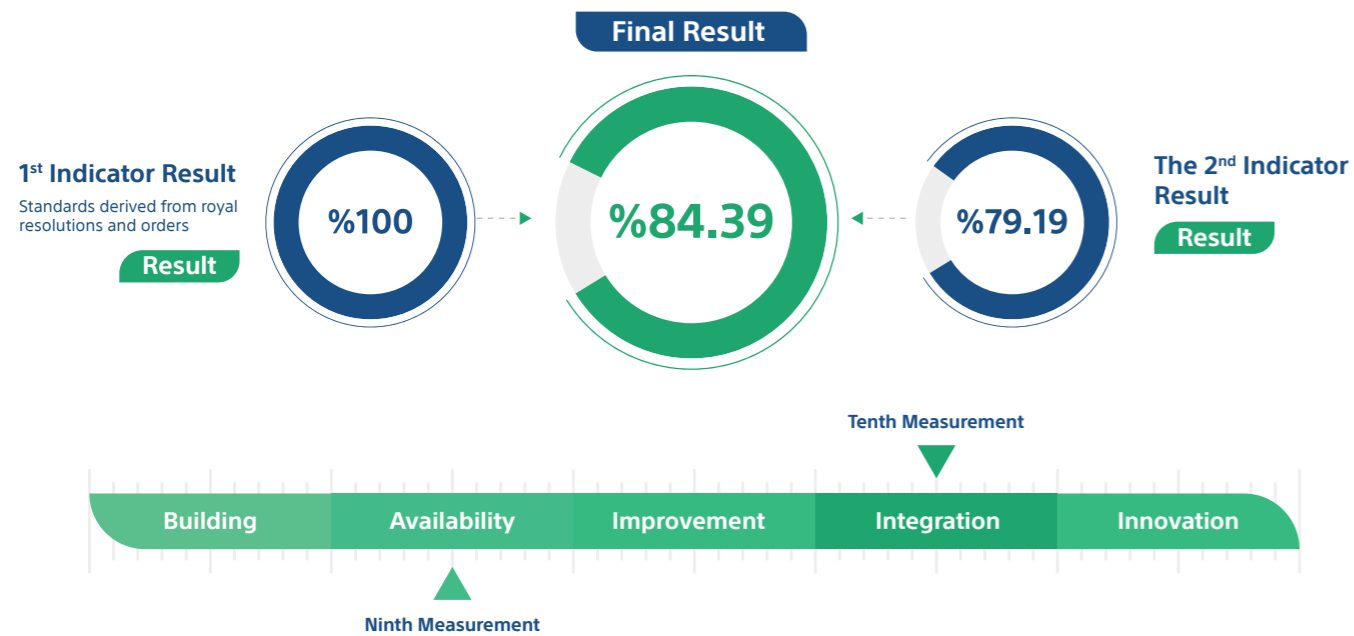 Final Result
1st Indicator Result
Standards derived from royal
resolutions and orders
Result
%100
%84.39
%79.19
The 2nd Indicator
Result
Result
Tenth Measurement
Building
Availability
Improvement
Integration
Innovation
Ninth Measurement